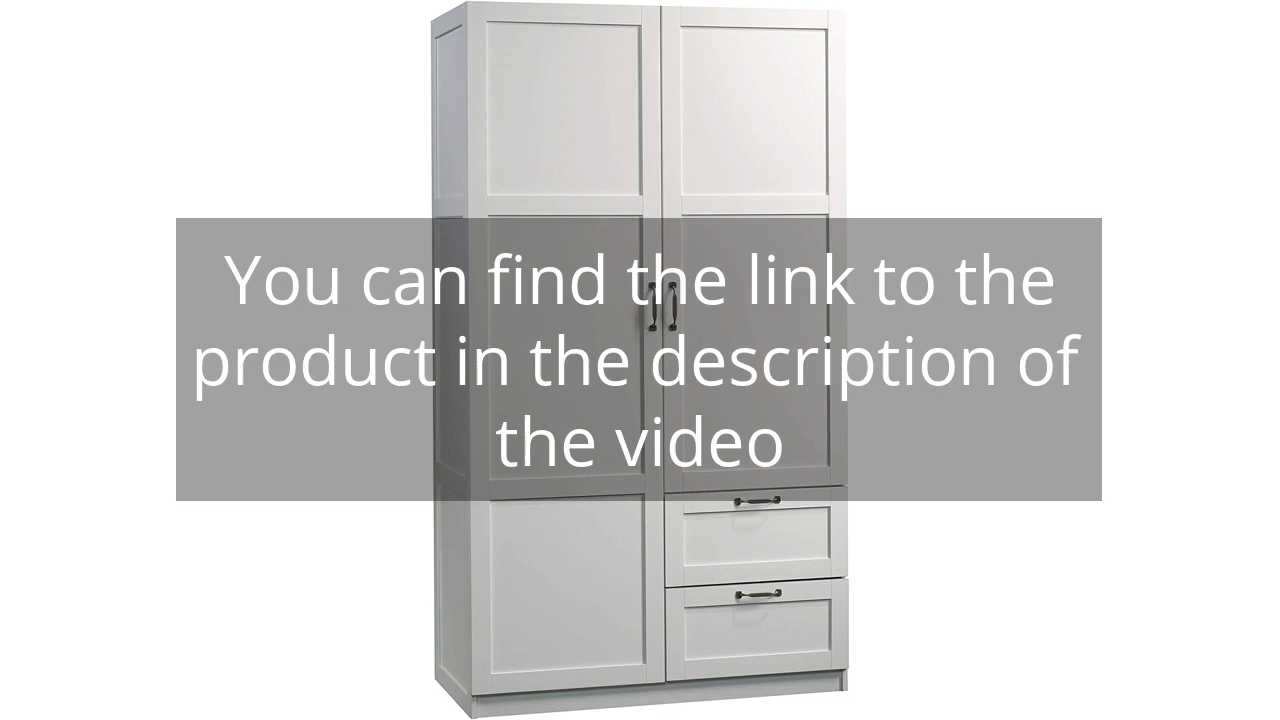 You can find the link to the
product in the description of
the video